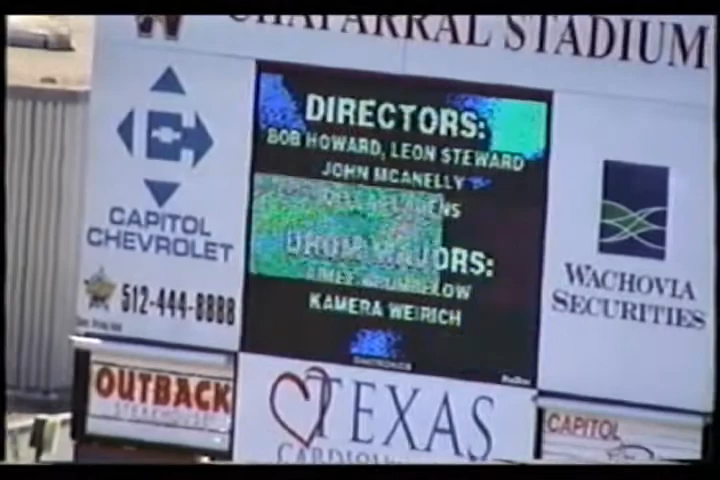 CHAPARRAL STADIUM
DIRECTORS:
BOB HOWARD, LEON STEWARD
JOHN MCANELLY
DRUM MAJORS:
KAMERA WEIRICH
CAPITOL
CHEVROLET
512-444-8888
WACHOVIA
SECURITIES
OUTBACK
STEAKHOUSE
TEXAS
CAPITOL